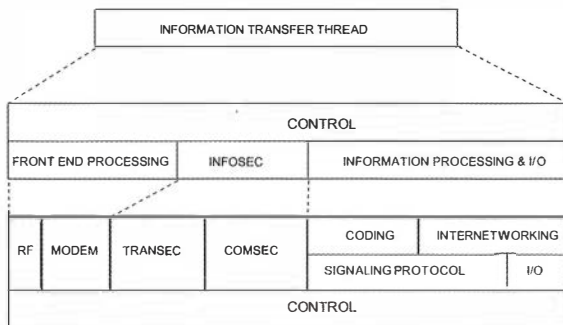 INFORMATION TRANSFER THREAD
CONTROL
FRONT END PROCESSING INFOSEC INFORMATION PROCESSING & I/O
RF MODEM TRANSEC COMSEC CODING INTERNETWORKING
SIGNALING PROTOCOL I/O
CONTROL